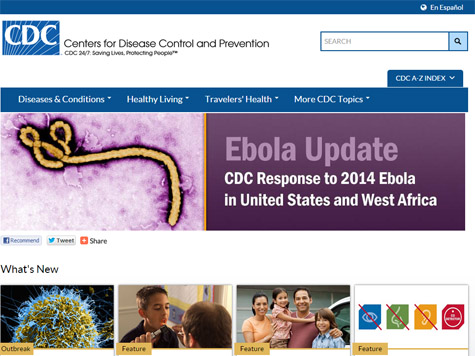 En Español
CDC
Centers for Disease Control and Prevention
CDC 24/7: Saving Lives, Protecting People™
SEARCH
CDC A-Z INDEX
Diseases & Conditions
Healthy Living
Travelers' Health
More CDC Topics
Ebola Update
CDC Response to 2014 Ebola
in United States and West Africa
Recommend
Tweet
Share
What's New
Outbreak
Feature
Feature
Feature